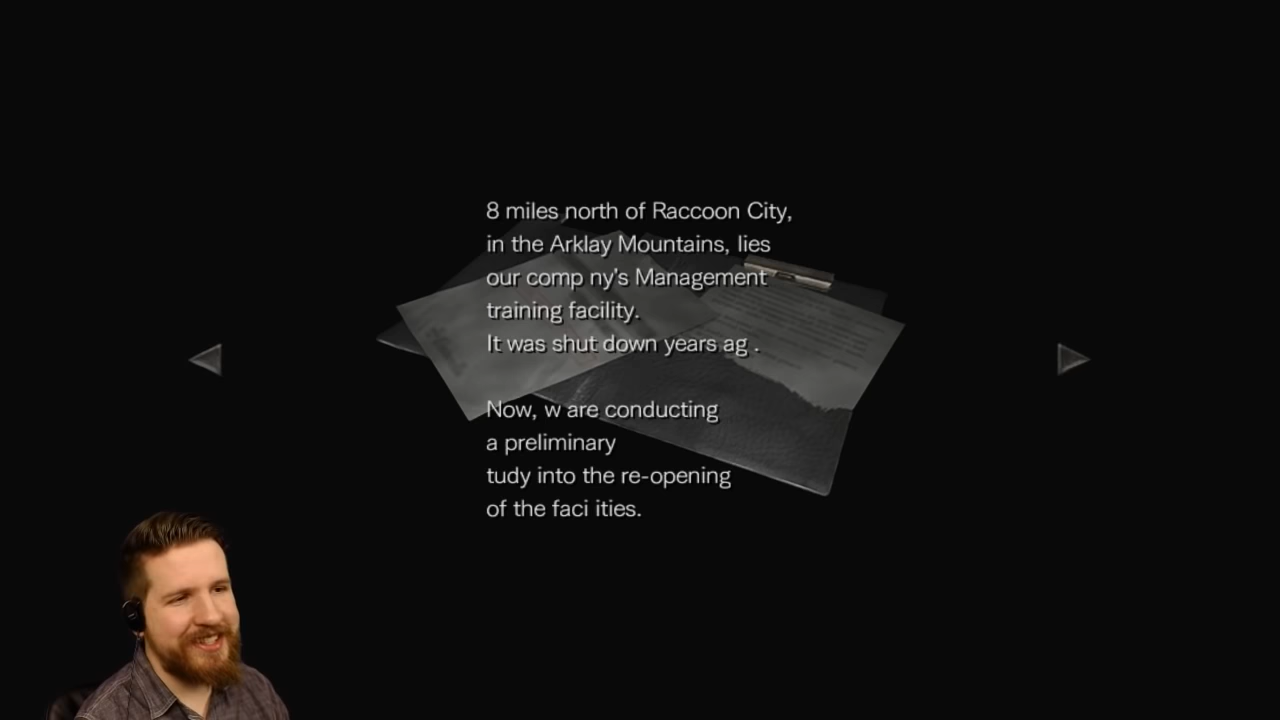 8 miles north of Raccoon City,
in the Arklay Mountains, lies
our comp ny's Management
training facility.
It was shut down years ag .
Now, w are conducting
a preliminary
tudy into the re-opening
of the faci ities.